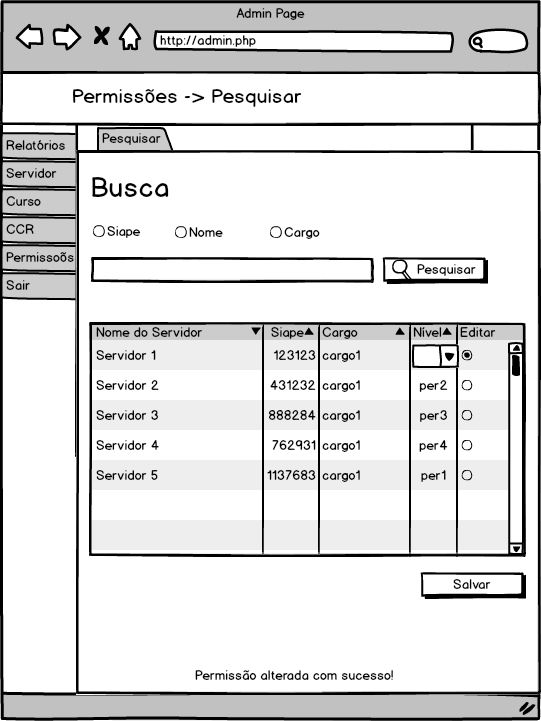 Admin Page
http://admin.php
Permissões -> Pesquisar
Pesquisar
Relatórios
Servidor
Curso
CCR
Permissoõs
Sair
Busca
Siape Nome Cargo
Pesquisar
Nome do Servidor Siape Cargo Nível Editar
Servidor 1 123123 cargo1
Servidor 2 431232 cargo1 per2
Servidor 3 888284 cargo1 per3
Servidor 4 762931 cargo1 per4
Servidor 5 1137683 cargo1 per1
Salvar
Permissão alterada com sucesso!